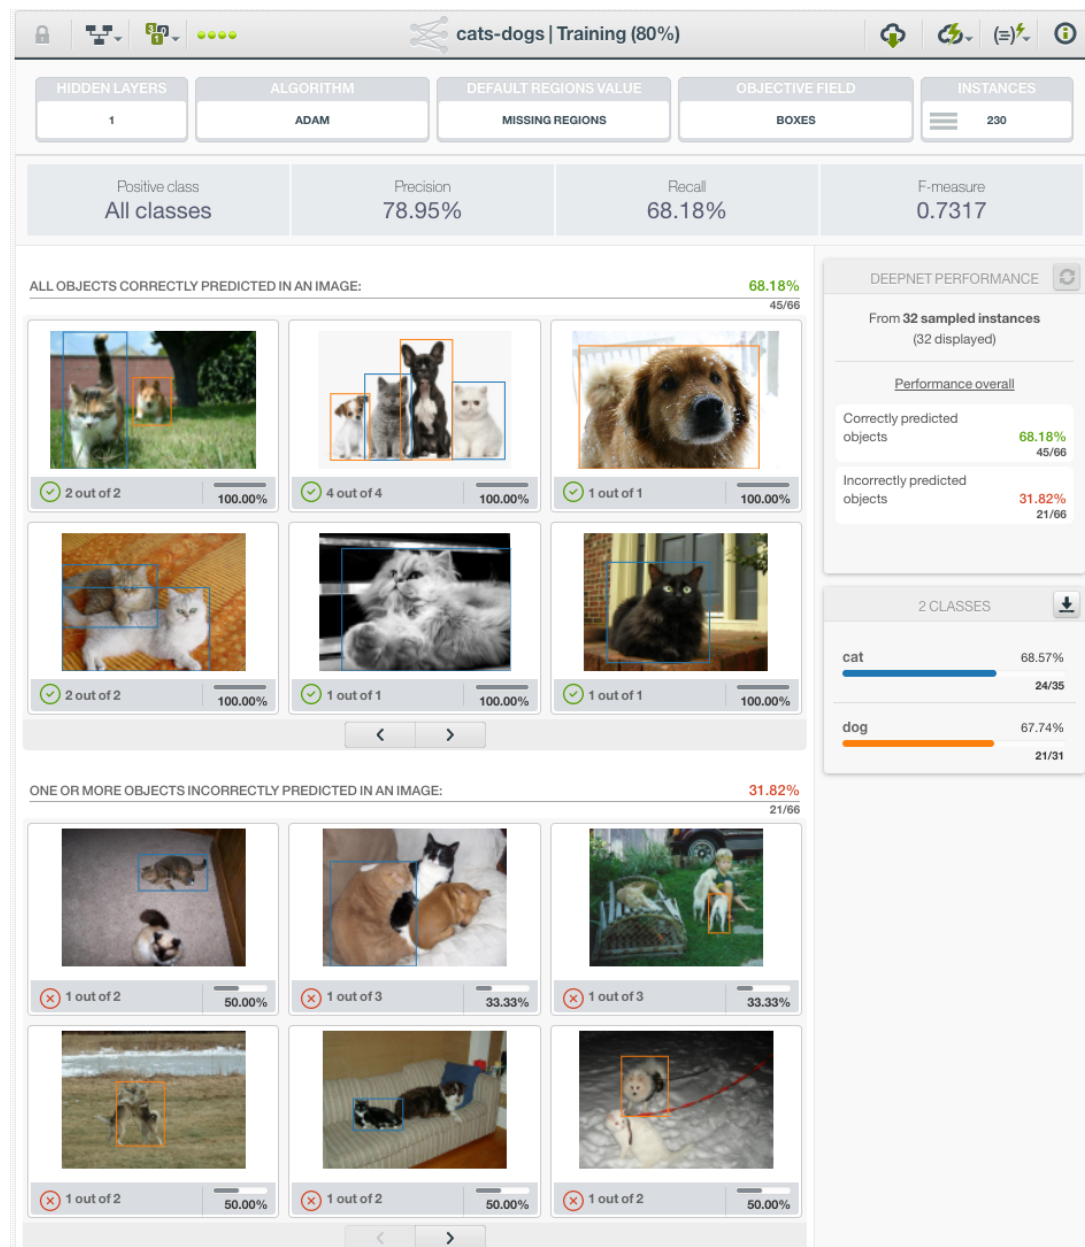 cats-dogs | Training (80%)
HIDDEN LAYERS
1
ALGORITHM
ADAM
DEFAULT REGIONS VALUE
MISSING REGIONS
OBJECTIVE FIELD
BOXES
INSTANCES
230
Positive class
All classes
Precision
78.95%
Recall
68.18%
F-measure
0.7317
ALL OBJECTS CORRECTLY PREDICTED IN AN IMAGE:
68.18%
45/66
2 out of 2
100.00%
4 out of 4
100.00%
1 out of 1
100.00%
2 out of 2
100.00%
1 out of 1
100.00%
1 out of 1
100.00%
ONE OR MORE OBJECTS INCORRECTLY PREDICTED IN AN IMAGE:
31.82%
21/66
1 out of 2
50.00%
1 out of 3
33.33%
1 out of 3
33.33%
1 out of 2
50.00%
1 out of 2
50.00%
1 out of 2
50.00%
DEEPNET PERFORMANCE
From 32 sampled instances
(32 displayed)
Performance overall
Correctly predicted
objects
68.18%
45/66
Incorrectly predicted
objects
31.82%
21/66
2 CLASSES
cat
68.57%
24/35
dog
67.74%
21/31